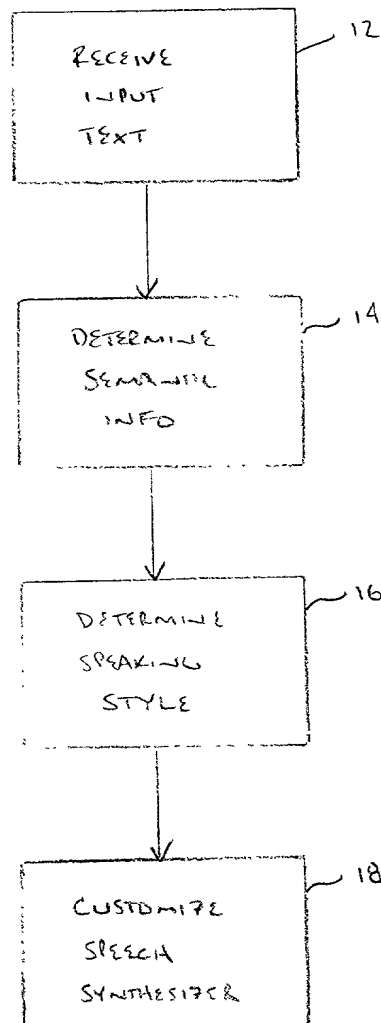 RECEIVE
INPUT
TEXT
12
DETERMINE
SEMANTIC
INFO
14
DETERMINE
SPEAKING
STYLE
16
CUSTOMIZE
SPEECH
SYNTHESIZER
18